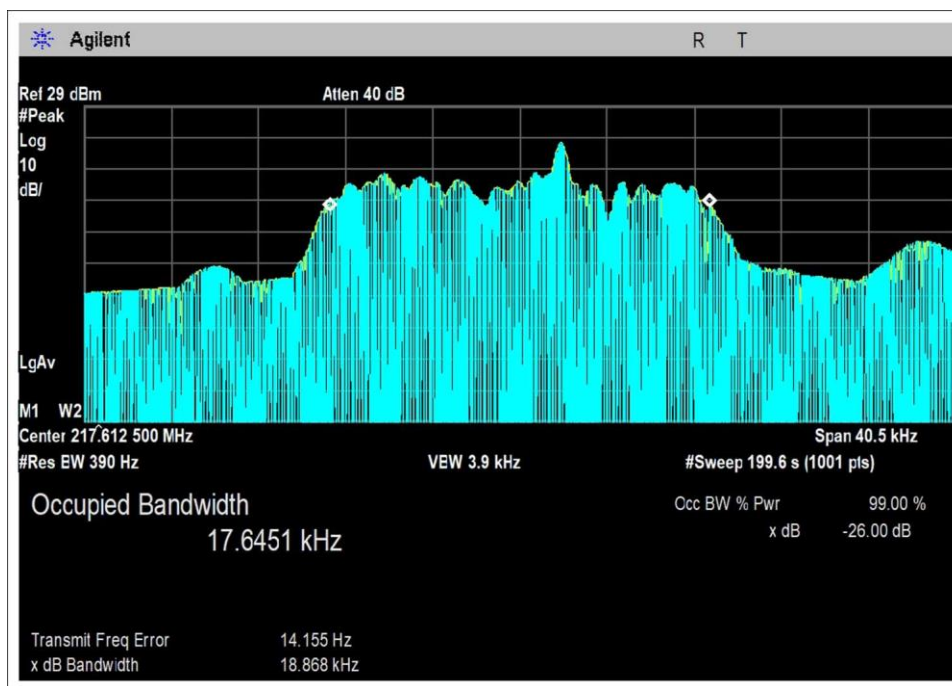 Agilent R T
Ref 29 dBm Atten 40 dB
#Peak
Log
10
dB/
LgAv
M1 W2
Center 217.612 500 MHz Span 40.5 kHz
#Res BW 390 Hz VBW 3.9 kHz #Sweep 199.6 s (1001 pts)
Occupied Bandwidth Occ BW % Pwr 99.00 %
17.6451 kHz x dB -26.00 dB
Transmit Freq Error 14.155 Hz
x dB Bandwidth 18.868 kHz